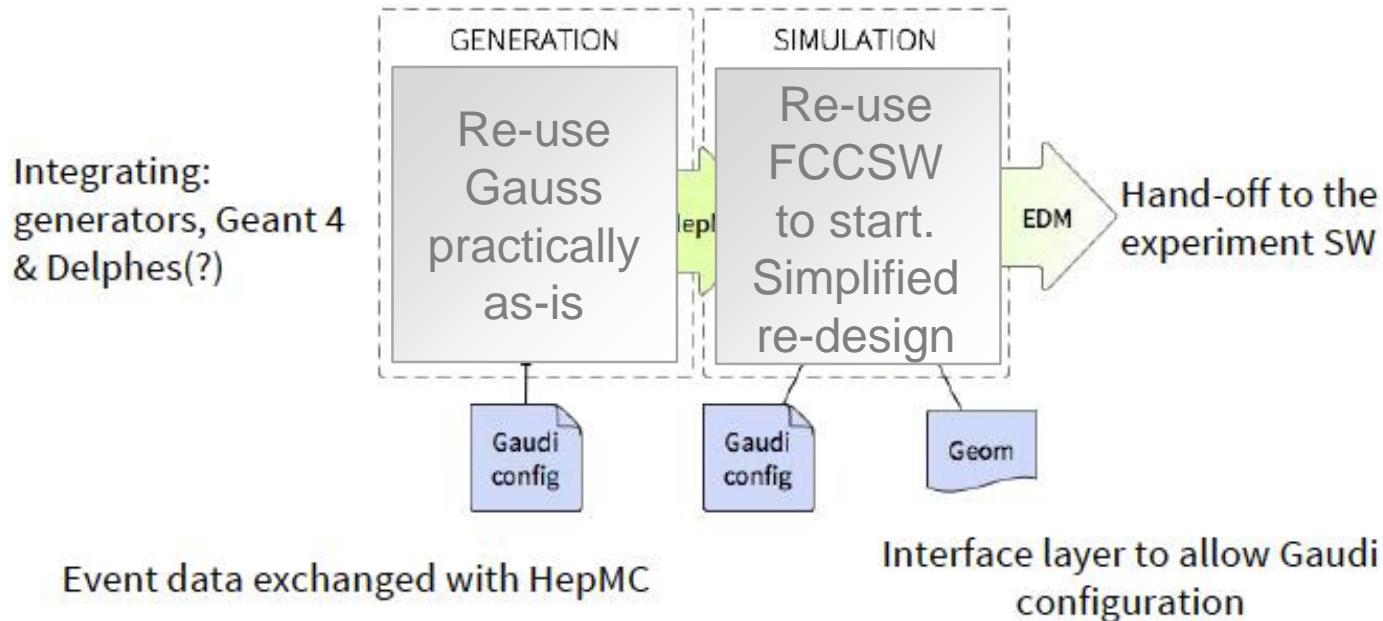 GENERATION
SIMULATION
Integrating:
generators, Geant 4
& Delphes(?)
Re-use
Gauss
practically
as-is
Re-use
FCCSW
to start.
Simplified
re-design
EDM
Hand-off to the
experiment SW
Gaudi
config
Gaudi
config
Geom
Event data exchanged with HepMC
Interface layer to allow Gaudi
configuration